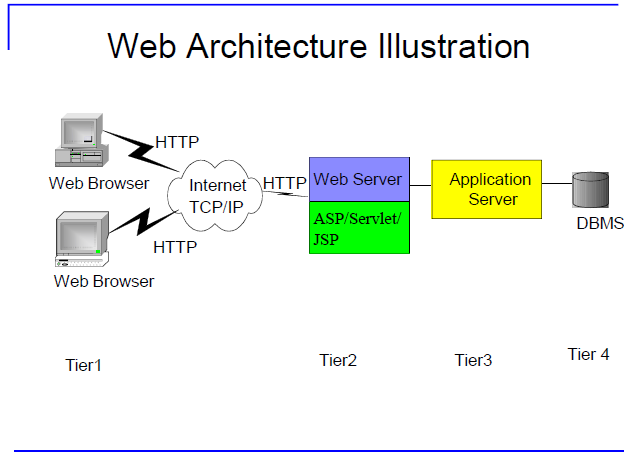 Web Architecture Illustration
HTTP
Web Browser
Internet
TCP/IP
HTTP
Web Server
Application
Server
ASP/Servlet/
JSP
DBMS
HTTP
Web Browser
Tier1
Tier2
Tier3
Tier 4